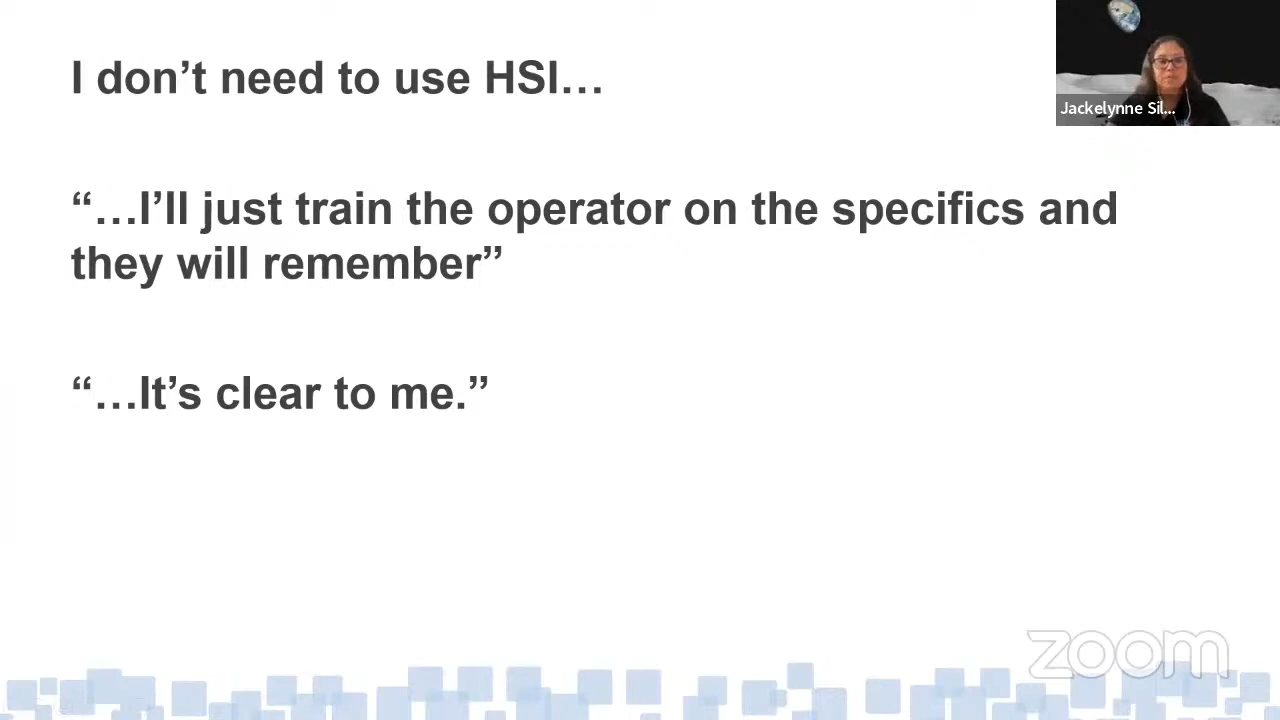 I don’t need to use HSI…
Jackelynne Sil...
“…I’ll just train the operator on the specifics and
they will remember”
“…It’s clear to me.”
zoom